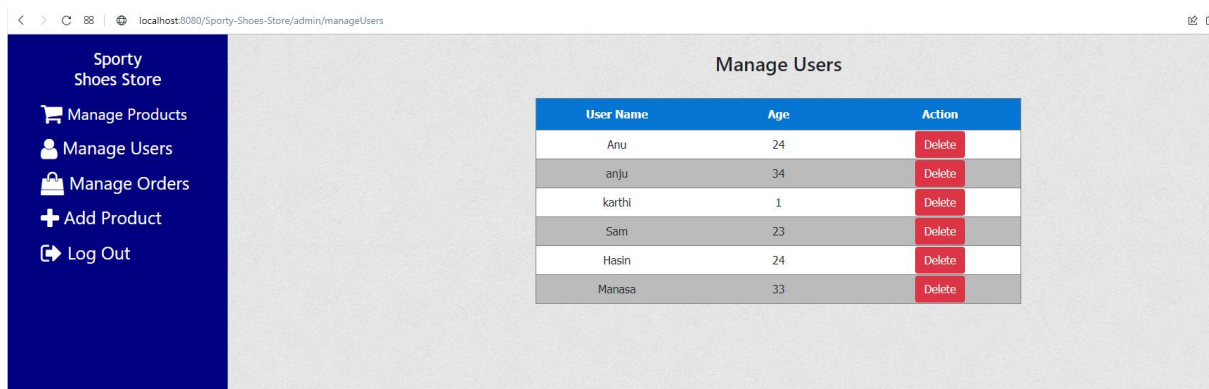 localhost:8080/Sporty-Shoes-Store/admin/manageUsers
Sporty
Shoes Store
Manage Products
Manage Users
Manage Orders
Add Product
Log Out
Manage Users
User Name Age Action
Anu 24 Delete
anju 34 Delete
karthi 1 Delete
Sam 23 Delete
Hasin 24 Delete
Manasa 33 Delete